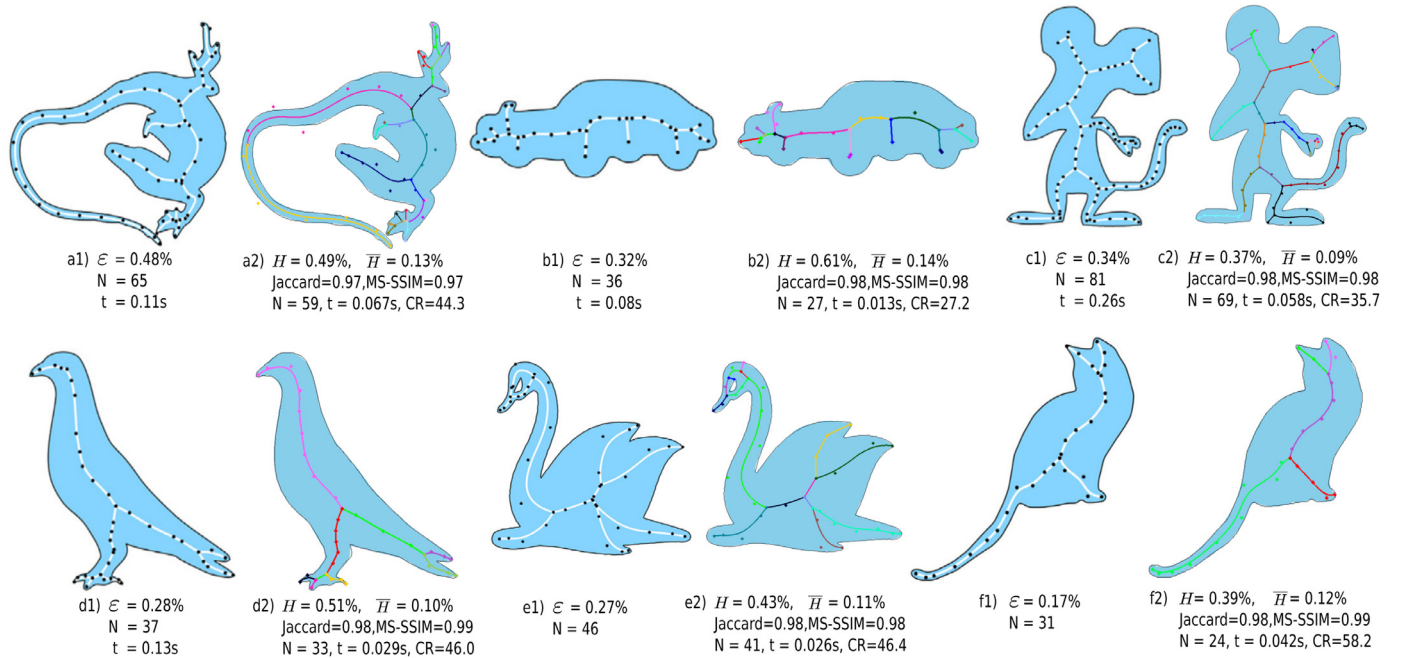 a1) ε = 0.48%
N = 65
t = 0.11s
a2) H = 0.49%, H̅ = 0.13%
Jaccard=0.97,MS-SSIM=0.97
N = 59, t = 0.067s, CR=44.3
b1) ε = 0.32%
N = 36
t = 0.08s
b2) H = 0.61%, H̅ = 0.14%
Jaccard=0.98,MS-SSIM=0.98
N = 27, t = 0.013s, CR=27.2
c1) ε = 0.34%
N = 81
t = 0.26s
c2) H = 0.37%, H̅ = 0.09%
Jaccard=0.98,MS-SSIM=0.98
N = 69, t = 0.058s, CR=35.7
d1) ε = 0.28%
N = 37
t = 0.13s
d2) H = 0.51%, H̅ = 0.10%
Jaccard=0.98,MS-SSIM=0.99
N = 33, t = 0.029s, CR=46.0
e1) ε = 0.27%
N = 46
e2) H = 0.43%, H̅ = 0.11%
Jaccard=0.98,MS-SSIM=0.98
N = 41, t = 0.026s, CR=46.4
f1) ε = 0.17%
N = 31
f2) H = 0.39%, H̅ = 0.12%
Jaccard=0.98,MS-SSIM=0.99
N = 24, t = 0.042s, CR=58.2